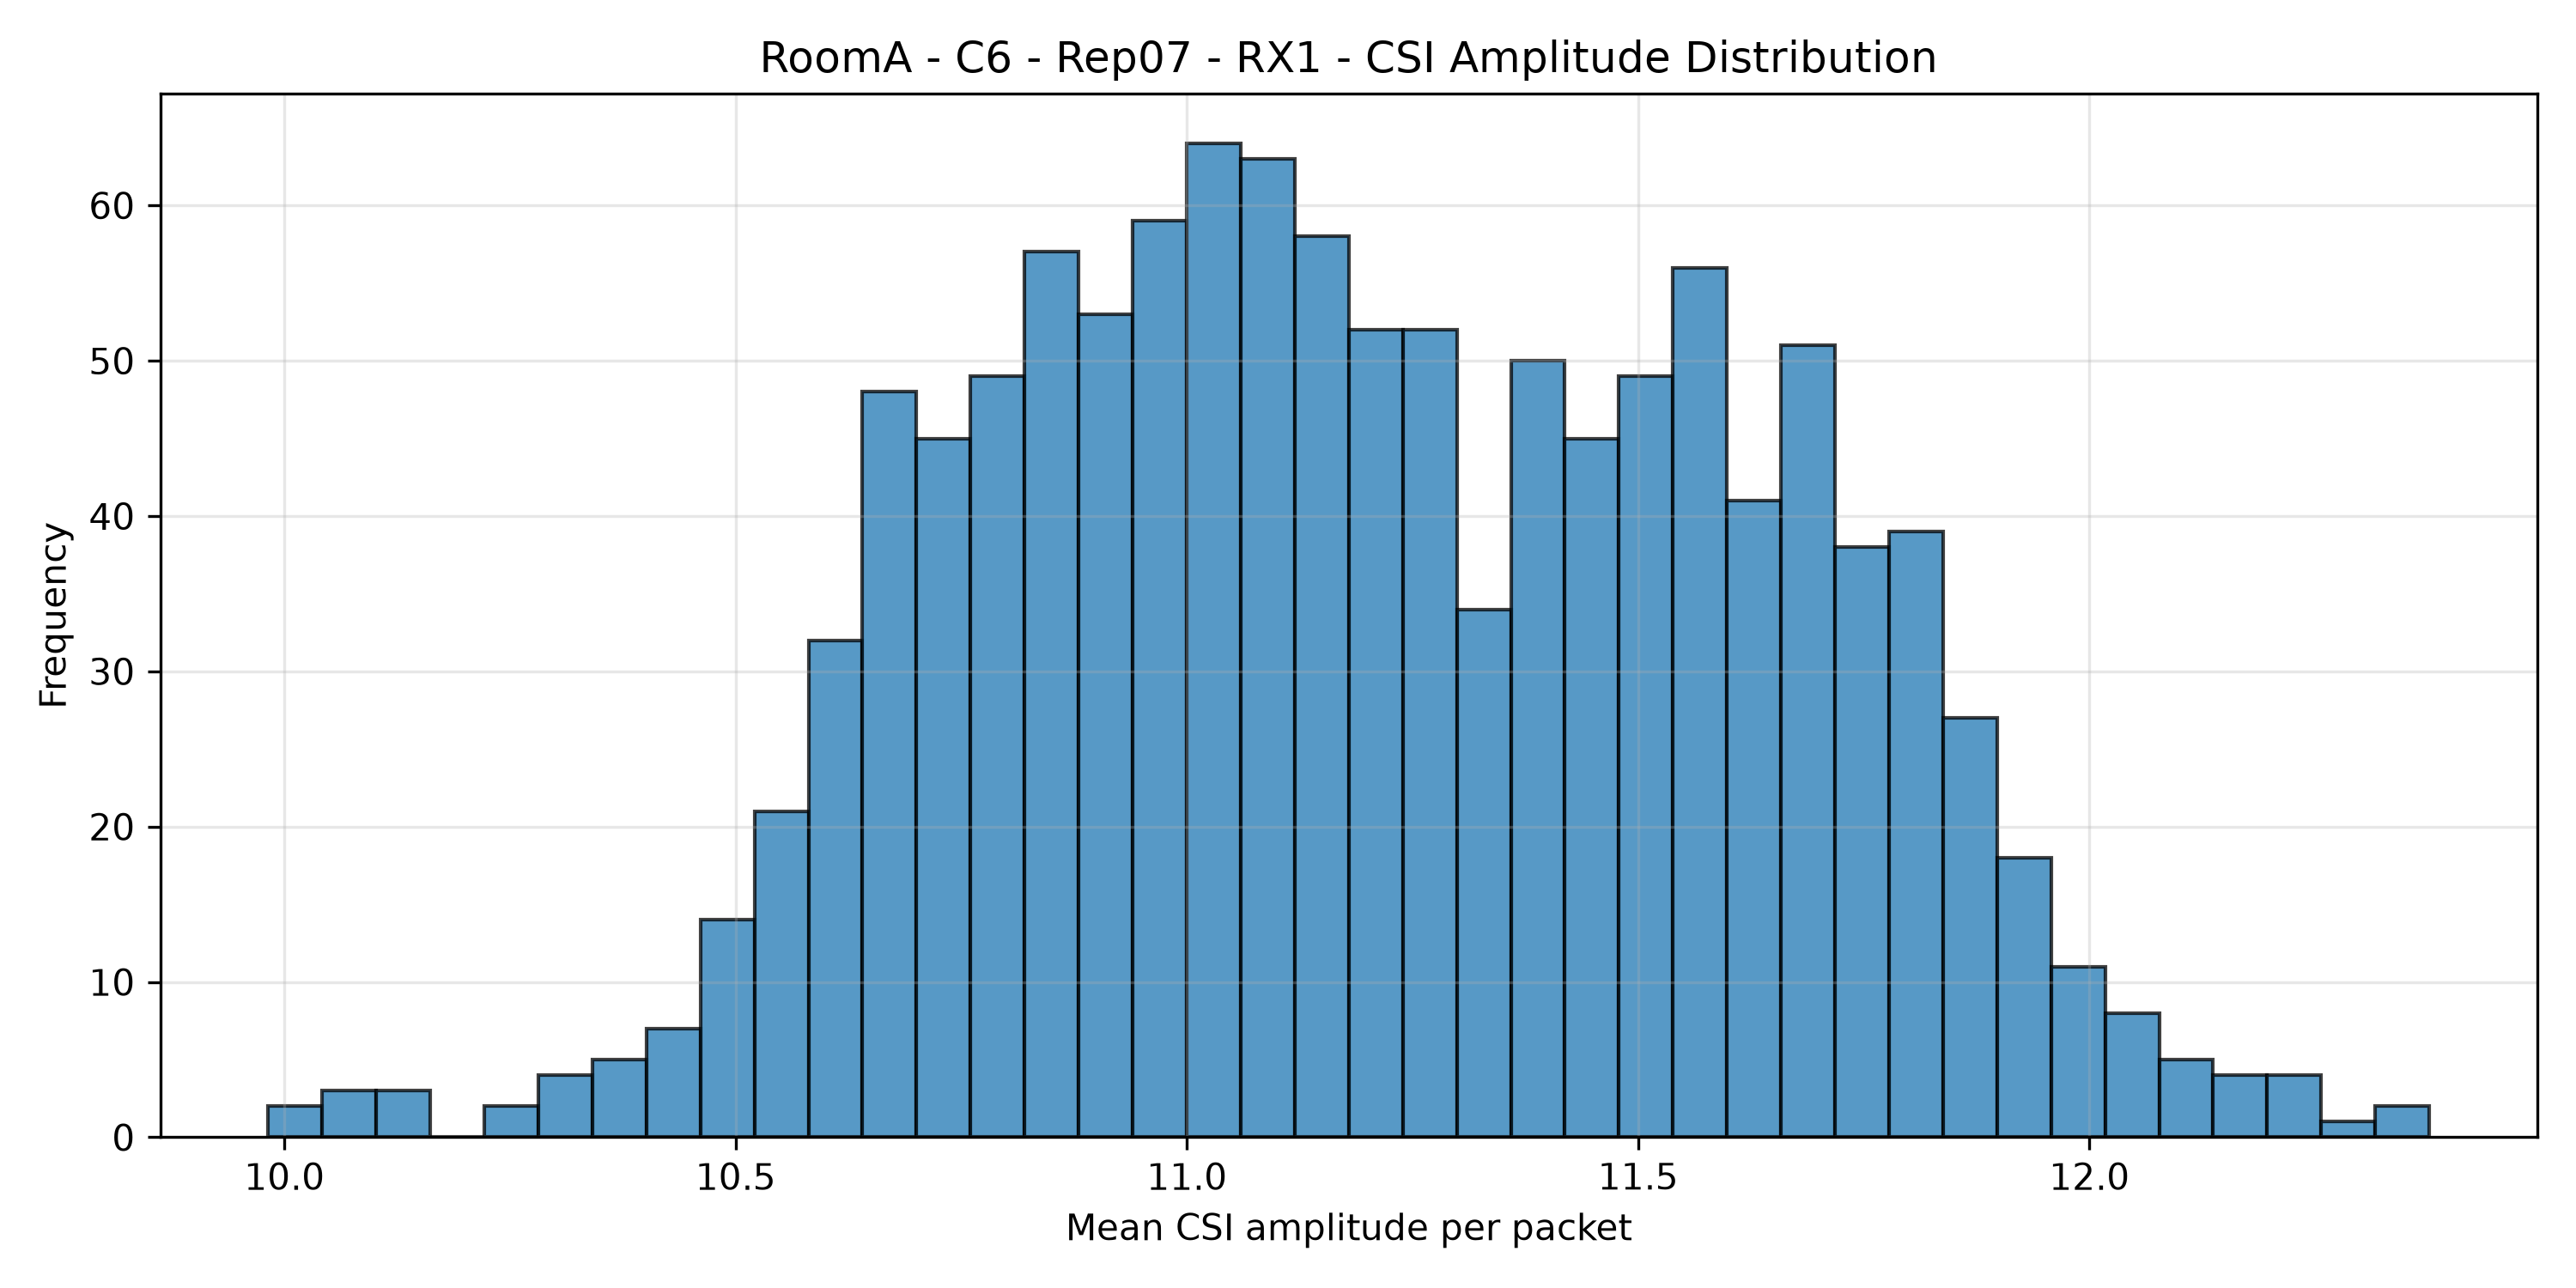 RoomA - C6 - Rep07 - RX1 - CSI Amplitude Distribution
Frequency
60
50
40
30
20
10
0
10.0 10.5 11.0 11.5 12.0
Mean CSI amplitude per packet